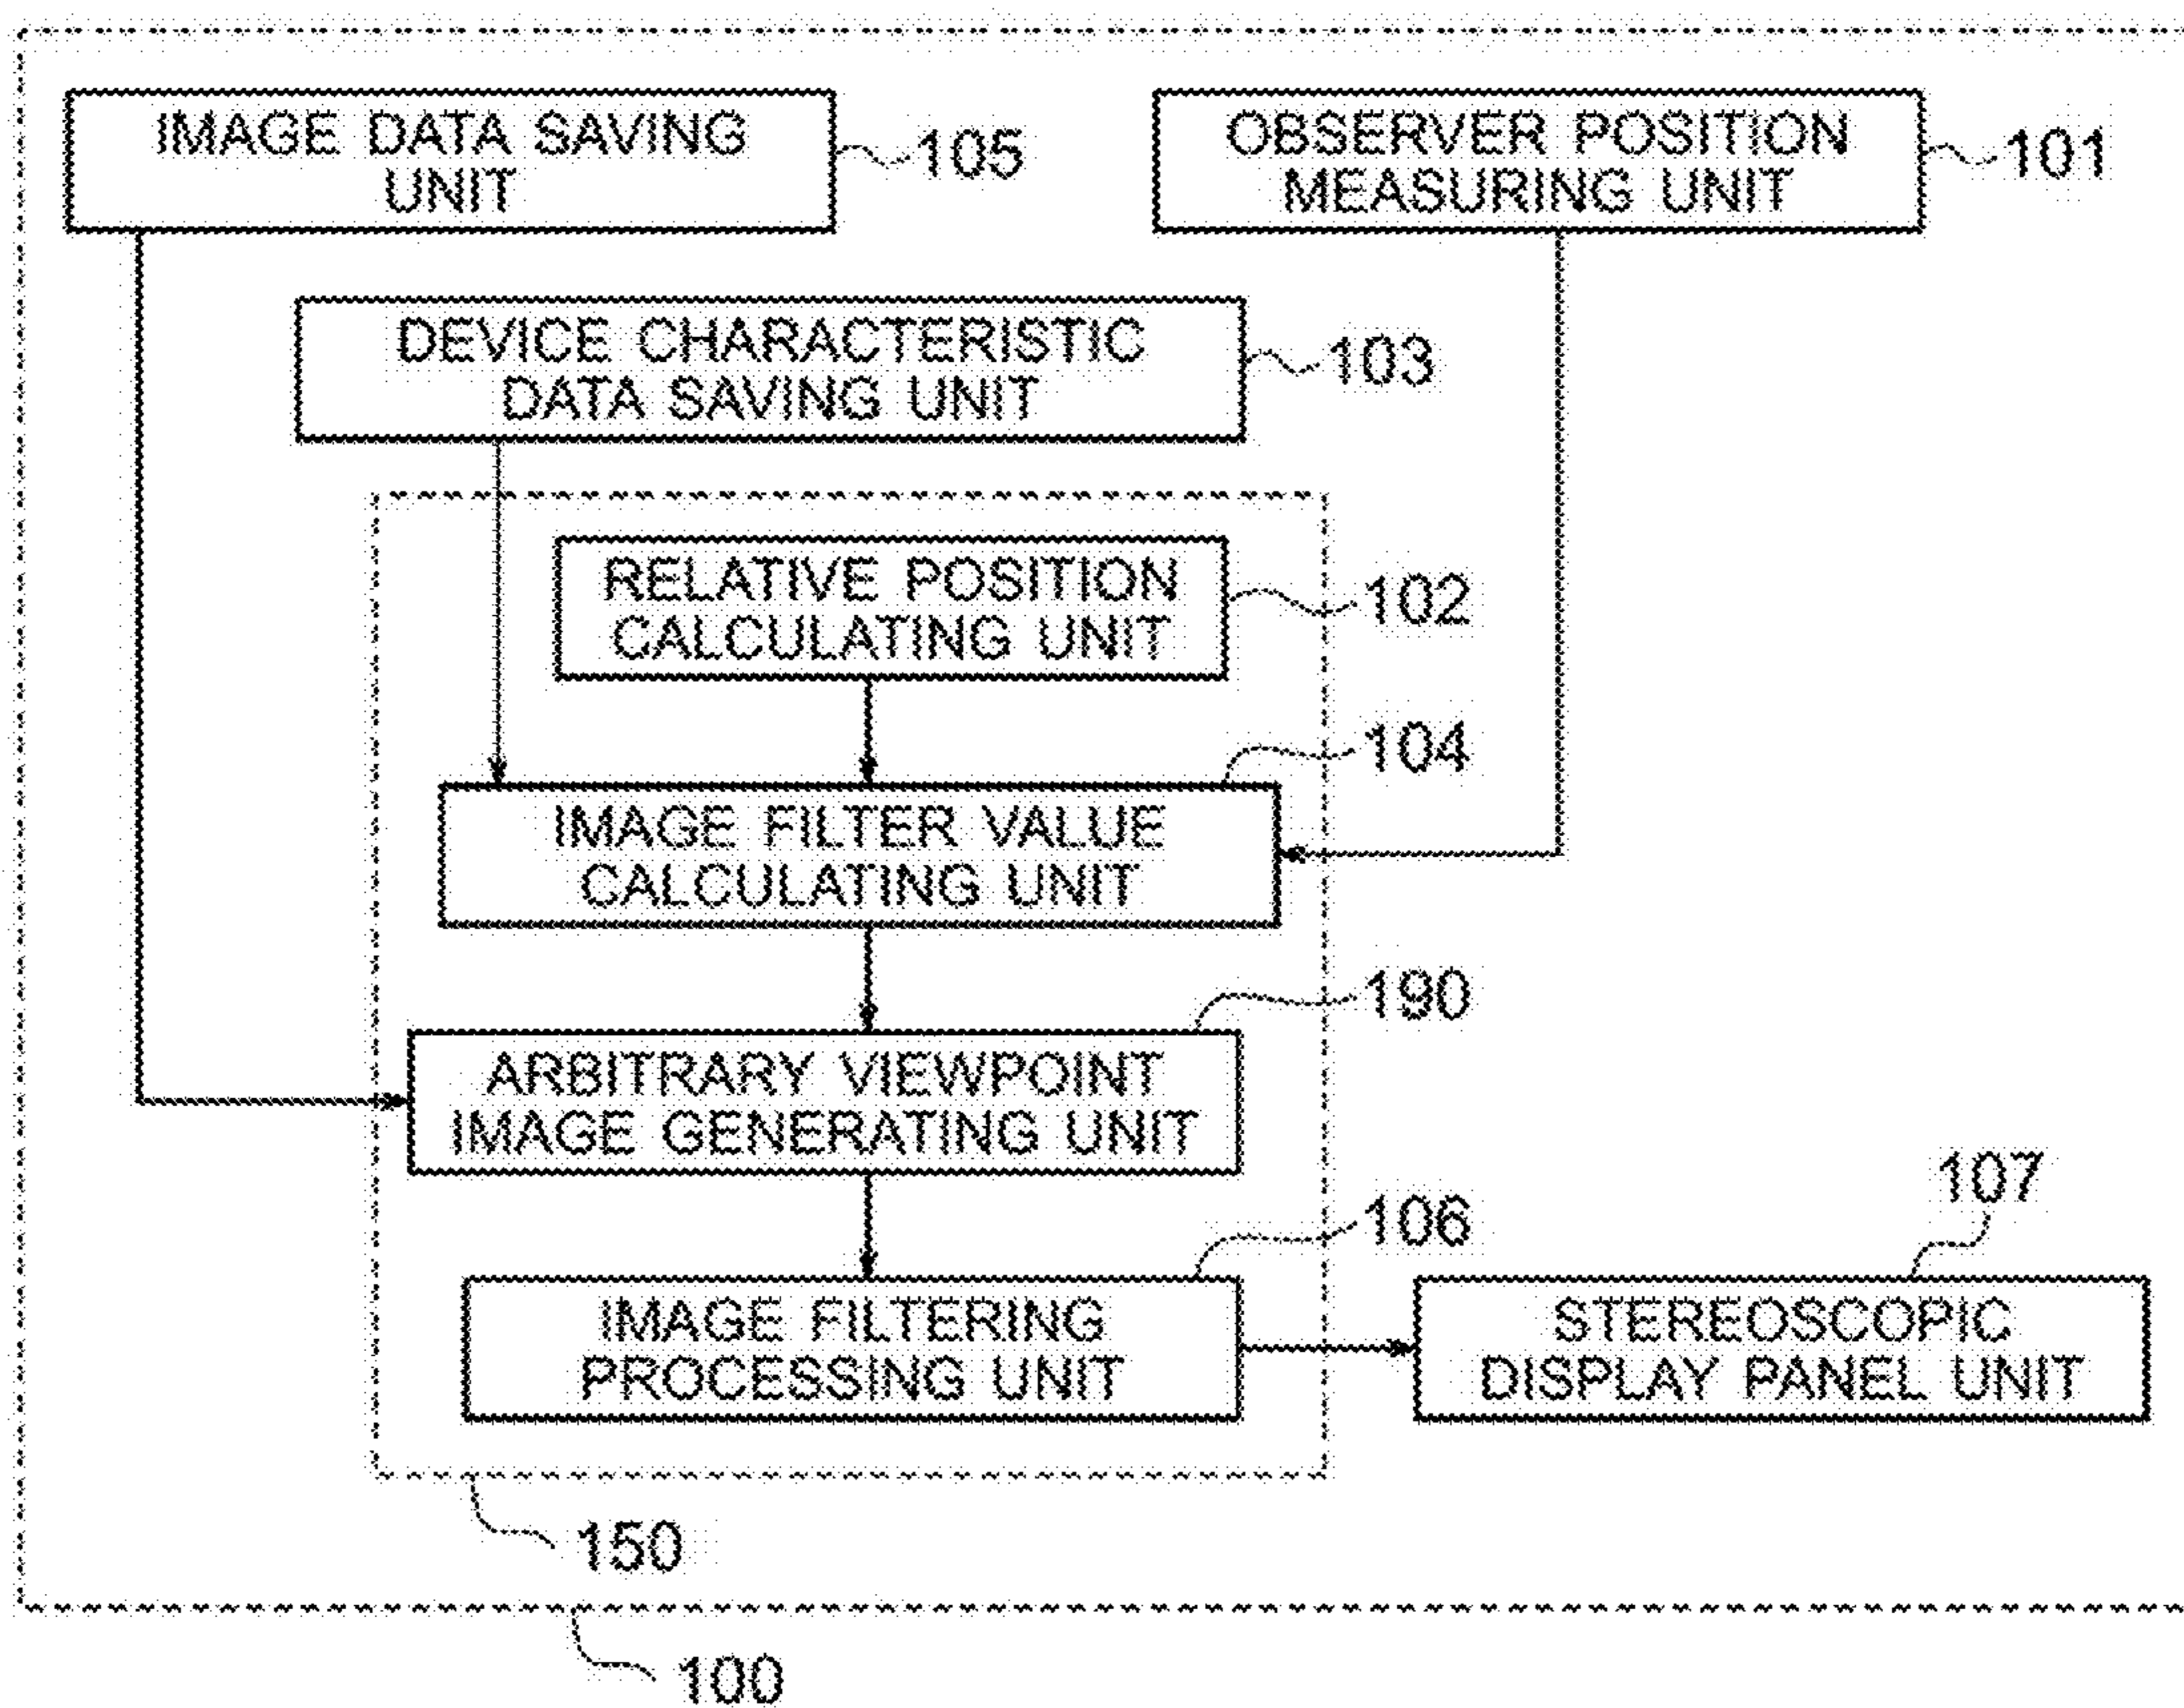 IMAGE DATA SAVING
UNIT
105
OBSERVER POSITION
MEASURING UNIT
101
DEVICE CHARACTERISTIC
DATA SAVING UNIT
103
RELATIVE POSITION
CALCULATING UNIT
102
104
IMAGE FILTER VALUE
CALCULATING UNIT
190
ARBITRARY VIEWPOINT
IMAGE GENERATING UNIT
106
IMAGE FILTERING
PROCESSING UNIT
107
STEREOSCOPIC
DISPLAY PANEL UNIT
150
100